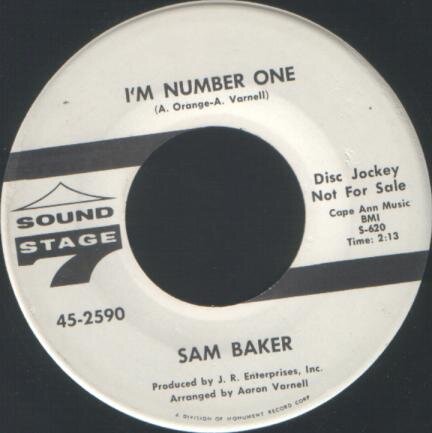 I'M NUMBER ONE
(A. Orange-A. Varnell)
Disc Jockey
Not For Sale
Cape Ann Music
BMI
S-620
Time: 2:13
SOUND
STAGE
7
45-2590
SAM BAKER
Produced by J. R. Enterprises, Inc.
Arranged by Aaron Varnell
A DIVISION OF MONUMENT RECORD CORP